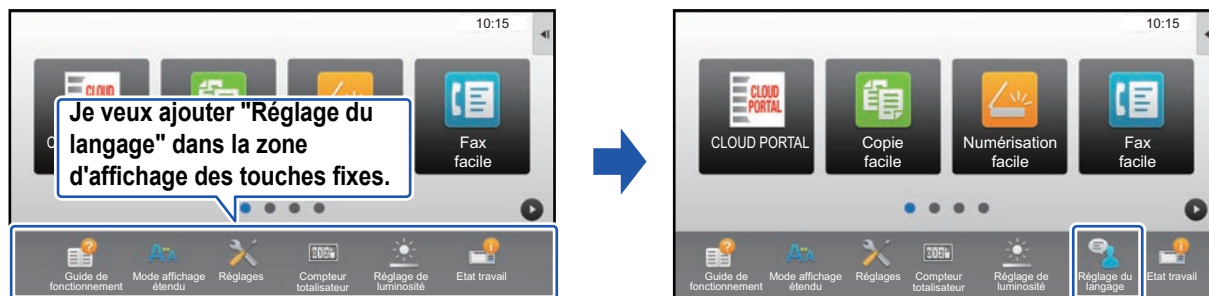 10:15
CLOUD
Je veux ajouter "Réglage du
langage" dans la zone
d'affichage des touches fixes.
C
Fax
facile
Guide de
fonctionnement
Mode affichage
étendu
Réglages
Compteur
totalisateur
Réglage de
luminosité
Etat travail
10:15
CLOUD
PORTAL
CLOUD PORTAL
Copie
facile
Numérisation
facile
Fax
facile
Guide de
fonctionnement
Mode affichage
étendu
Réglages
Compteur
totalisateur
Réglage de
luminosité
Réglage du
langage
Etat travail